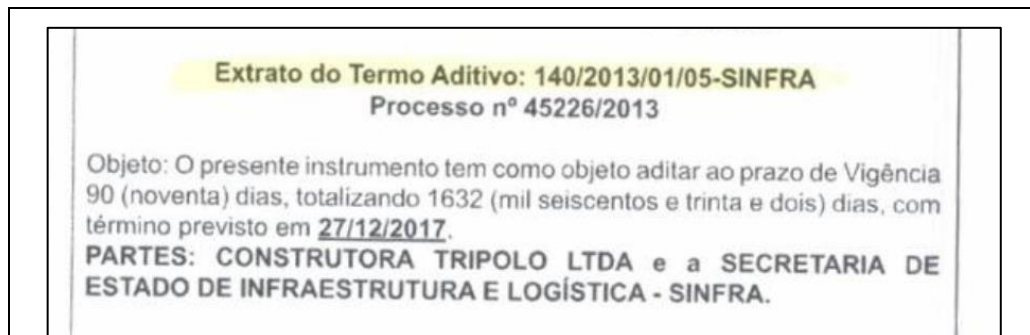 Extrato do Termo Aditivo: 140/2013/01/05-SINFRA
Processo nº 45226/2013
Objeto: O presente instrumento tem como objeto aditar ao prazo de Vigência
90 (noventa) dias, totalizando 1632 (mil seiscentos e trinta e dois) dias, com
término previsto em 27/12/2017.
PARTES: CONSTRUTORA TRIPOLO LTDA e a SECRETARIA DE
ESTADO DE INFRAESTRUTURA E LOGÍSTICA - SINFRA.